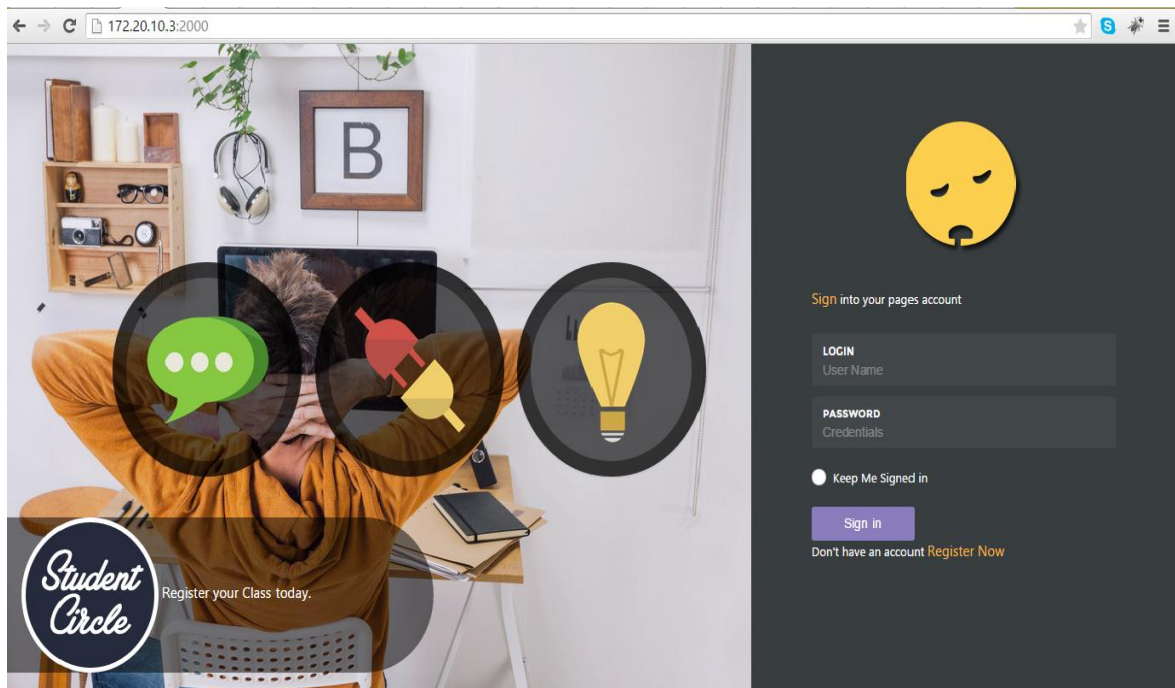 172.20.10.3:2000
S
B
Sign into your pages account
LOGIN
User Name
PASSWORD
Credentials
Keep Me Signed in
Sign in
Don't have an account Register Now
Student
Circle
Register your Class today.